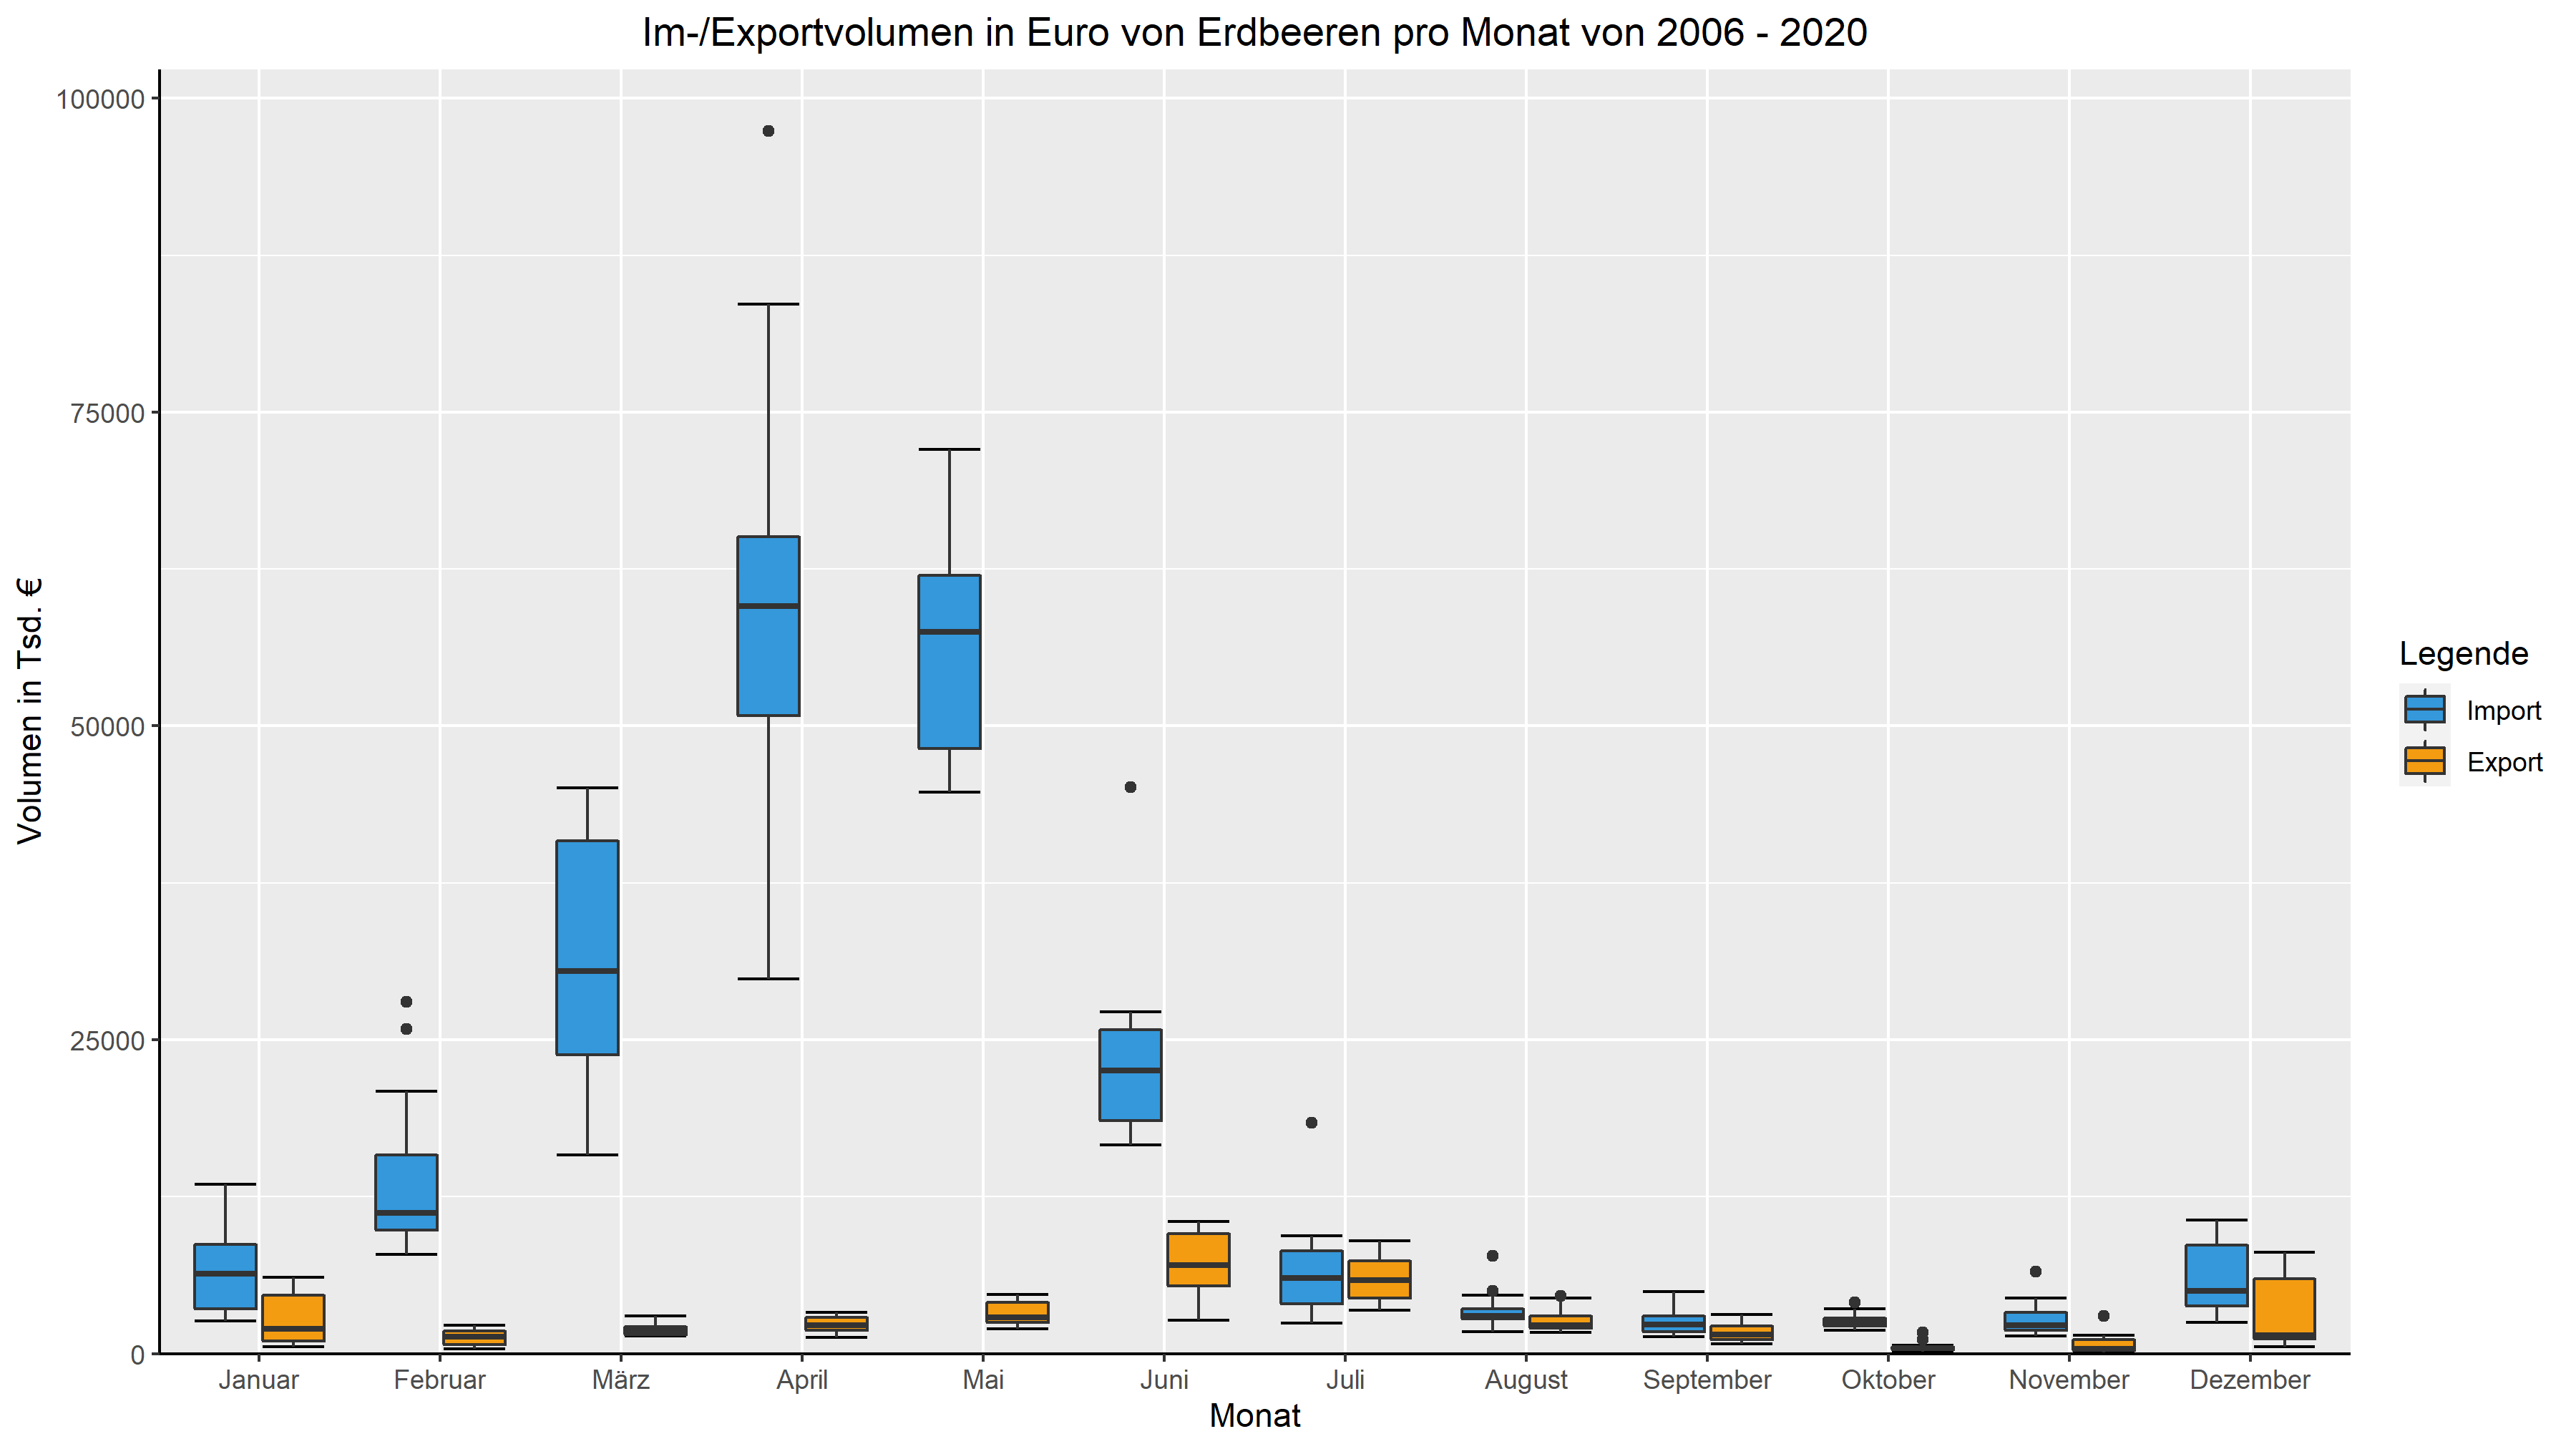 Im-/Exportvolumen in Euro von Erdbeeren pro Monat von 2006 - 2020
Volumen in Tsd. €
100000
75000
50000
25000
0
Januar
Februar
März
April
Mai
Juni
Juli
August
September
Oktober
November
Dezember
Monat
Legende
Import
Export